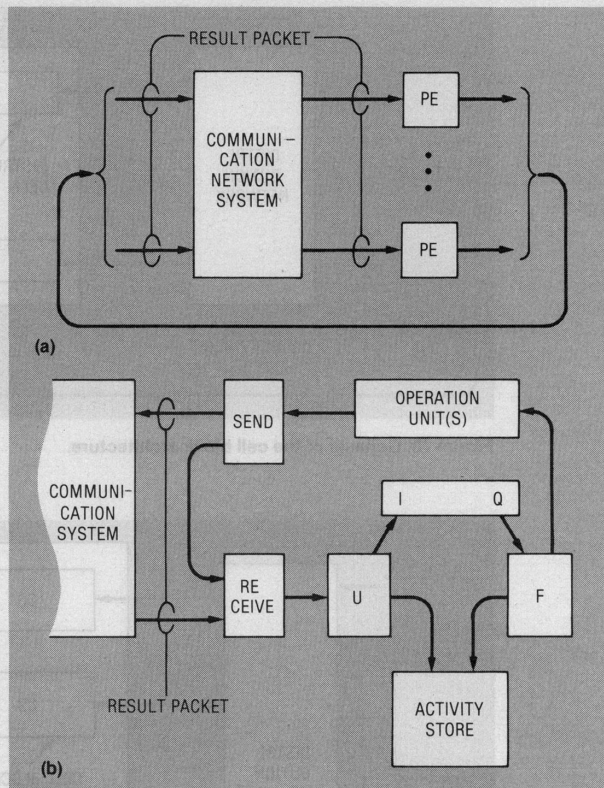 RESULT PACKET
COMMUNI–
CATION
NETWORK
SYSTEM
PE
PE
(a)
COMMUNI–
CATION
SYSTEM
SEND
OPERATION
UNIT(S)
I Q
RE
CEIVE
U
F
RESULT PACKET
ACTIVITY
STORE
(b)